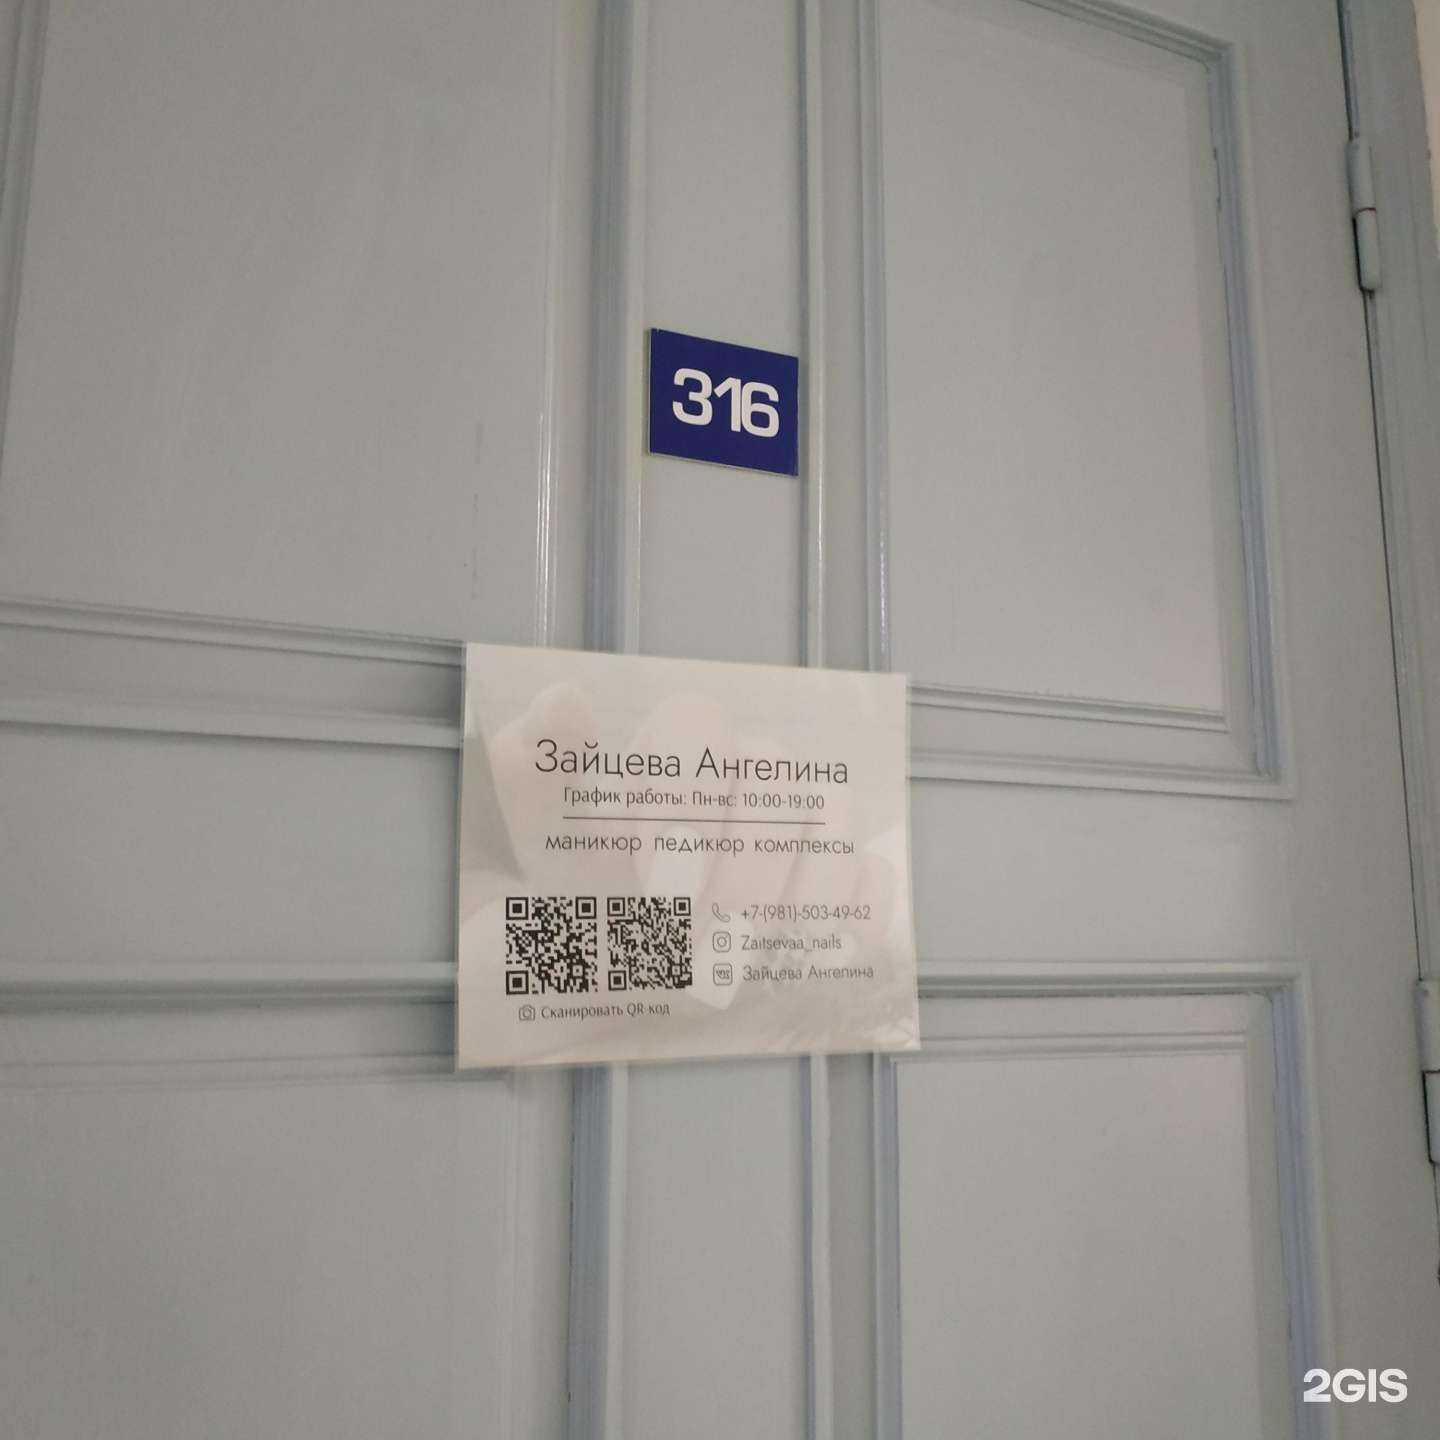 316
Зайцева Ангелина
График работы: Пн-вс: 10:00-19:00
маникюр педикюр комплексы
+7-(981)-503-49-62
Zaitsevaa_nails
Зайцева Ангелина
Сканировать QR-код
2GIS